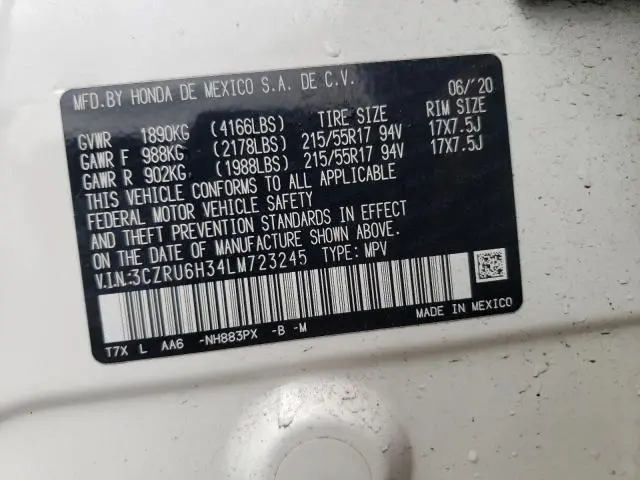 MFD.BY HONDA DE MEXICO S.A. DE C.V. 06/'20
GVWR 1890KG (4166LBS) TIRE SIZE RIM SIZE
GAWR F 988KG (2178LBS) 215/55R17 94V 17X7.5J
GAWR R 902KG (1988LBS) 215/55R17 94V 17X7.5J
THIS VEHICLE CONFORMS TO ALL APPLICABLE
FEDERAL MOTOR VEHICLE SAFETY
AND THEFT PREVENTION STANDARDS IN EFFECT
ON THE DATE OF MANUFACTURE SHOWN ABOVE.
V.I.N.:3CZRU6H34LM723245 TYPE: MPV
T7X L AA6 -NH883PX -B -M MADE IN MEXICO